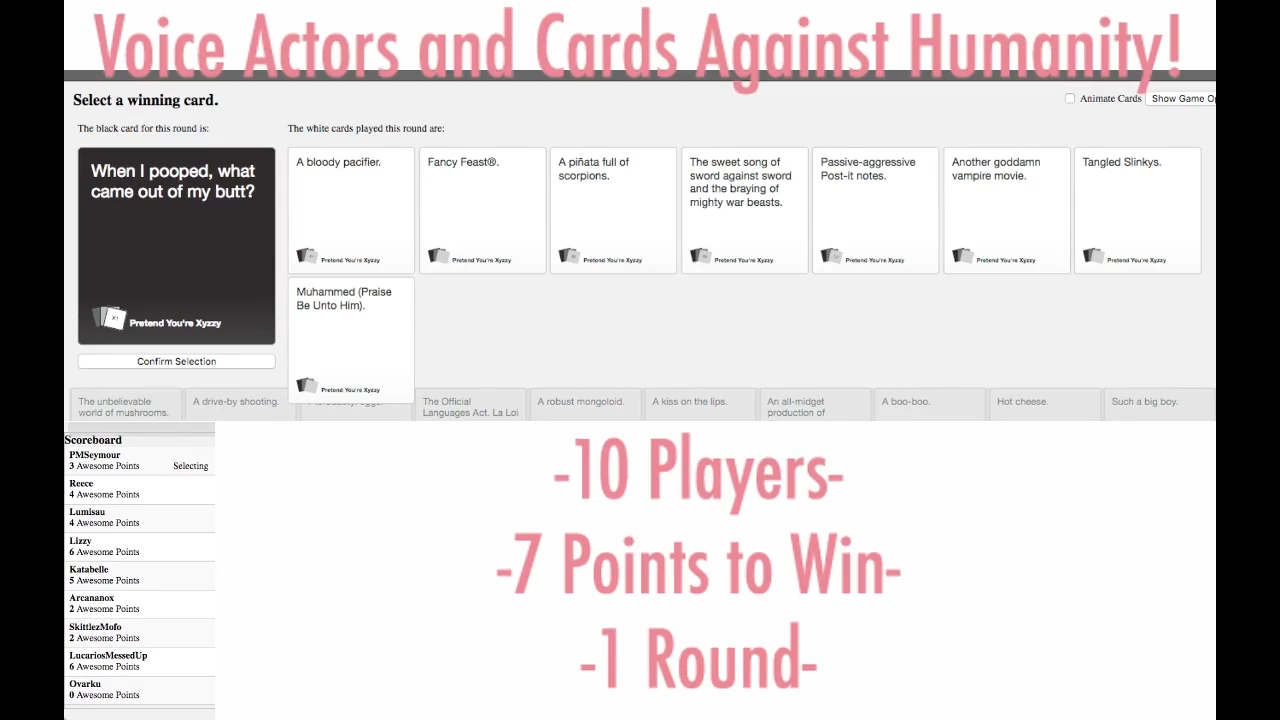 Voice Actors and Cards Against Humanity!
Select a winning card.
Animate Cards
Show Game Op
The black card for this round is:
The white cards played this round are:
When I pooped, what
came out of my butt?
Pretend You're Xyzzy
Confirm Selection
A bloody pacifier.
Pretend You're Xyzzy
Fancy Feast®.
Pretend You're Xyzzy
A piñata full of
scorpions.
Pretend You're Xyzzy
The sweet song of
sword against sword
and the braying of
mighty war beasts.
Pretend You're Xyzzy
Passive-aggressive
Post-it notes.
Pretend You're Xyzzy
Another goddamn
vampire movie.
Pretend You're Xyzzy
Tangled Slinkys.
Pretend You're Xyzzy
Muhammed (Praise
Be Unto Him).
Pretend You're Xyzzy
The unbelievable
world of mushrooms.
A drive-by shooting.
The Official
Languages Act. La Loi
A robust mongoloid.
A kiss on the lips.
An all-midget
production of
A boo-boo.
Hot cheese.
Such a big boy.
Scoreboard
PMSeymour
3 Awesome Points
Selecting
Reece
4 Awesome Points
Lumisau
4 Awesome Points
Lizzy
6 Awesome Points
Katabelle
5 Awesome Points
Arcananox
2 Awesome Points
SkittlezMofo
2 Awesome Points
LucariosMessedUp
6 Awesome Points
Ovarku
0 Awesome Points
-10 Players-
-7 Points to Win-
-1 Round-